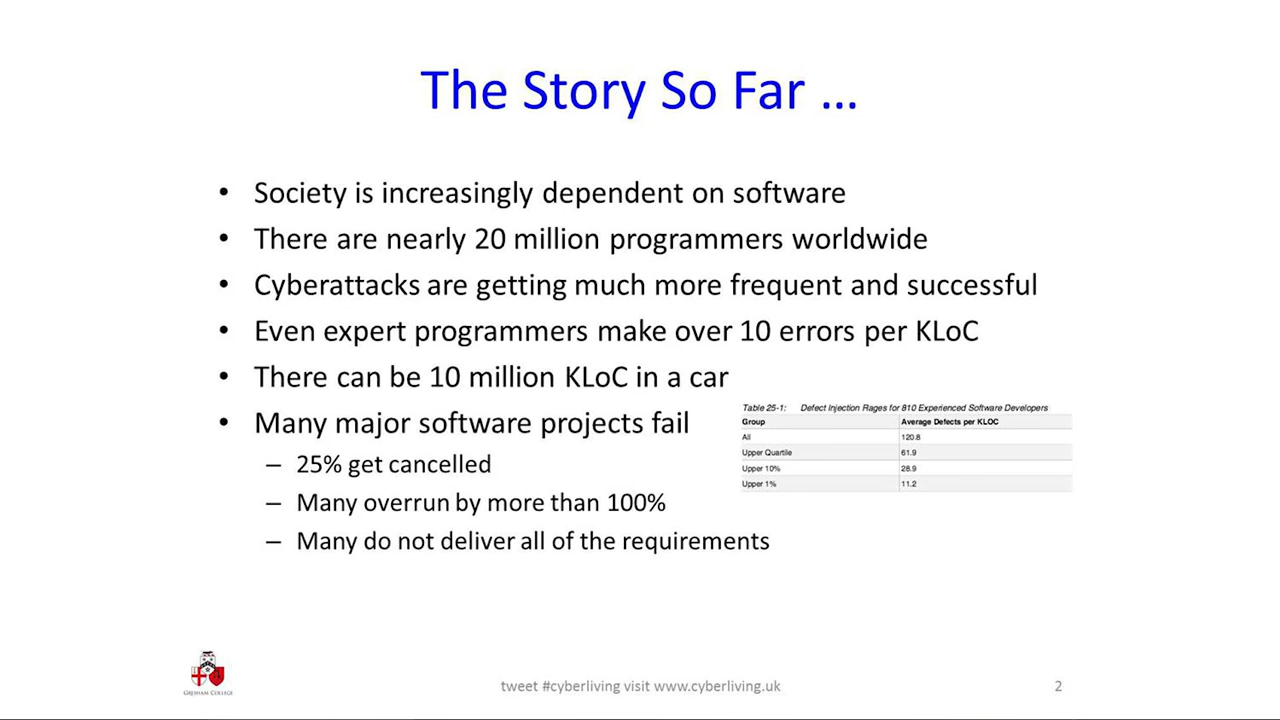 The Story So Far ...
• Society is increasingly dependent on software
• There are nearly 20 million programmers worldwide
• Cyberattacks are getting much more frequent and successful
• Even expert programmers make over 10 errors per KLoC
• There can be 10 million KLoC in a car
• Many major software projects fail
– 25% get cancelled
– Many overrun by more than 100%
– Many do not deliver all of the requirements
Table 25-1: Defect Injection Rages for 810 Experienced Software Developers
Group Average Defects per KLOC
All 120.8
Upper Quartile 61.9
Upper 10% 28.9
Upper 1% 11.2
GRESHAM COLLEGE
tweet #cyberliving visit www.cyberliving.uk
2